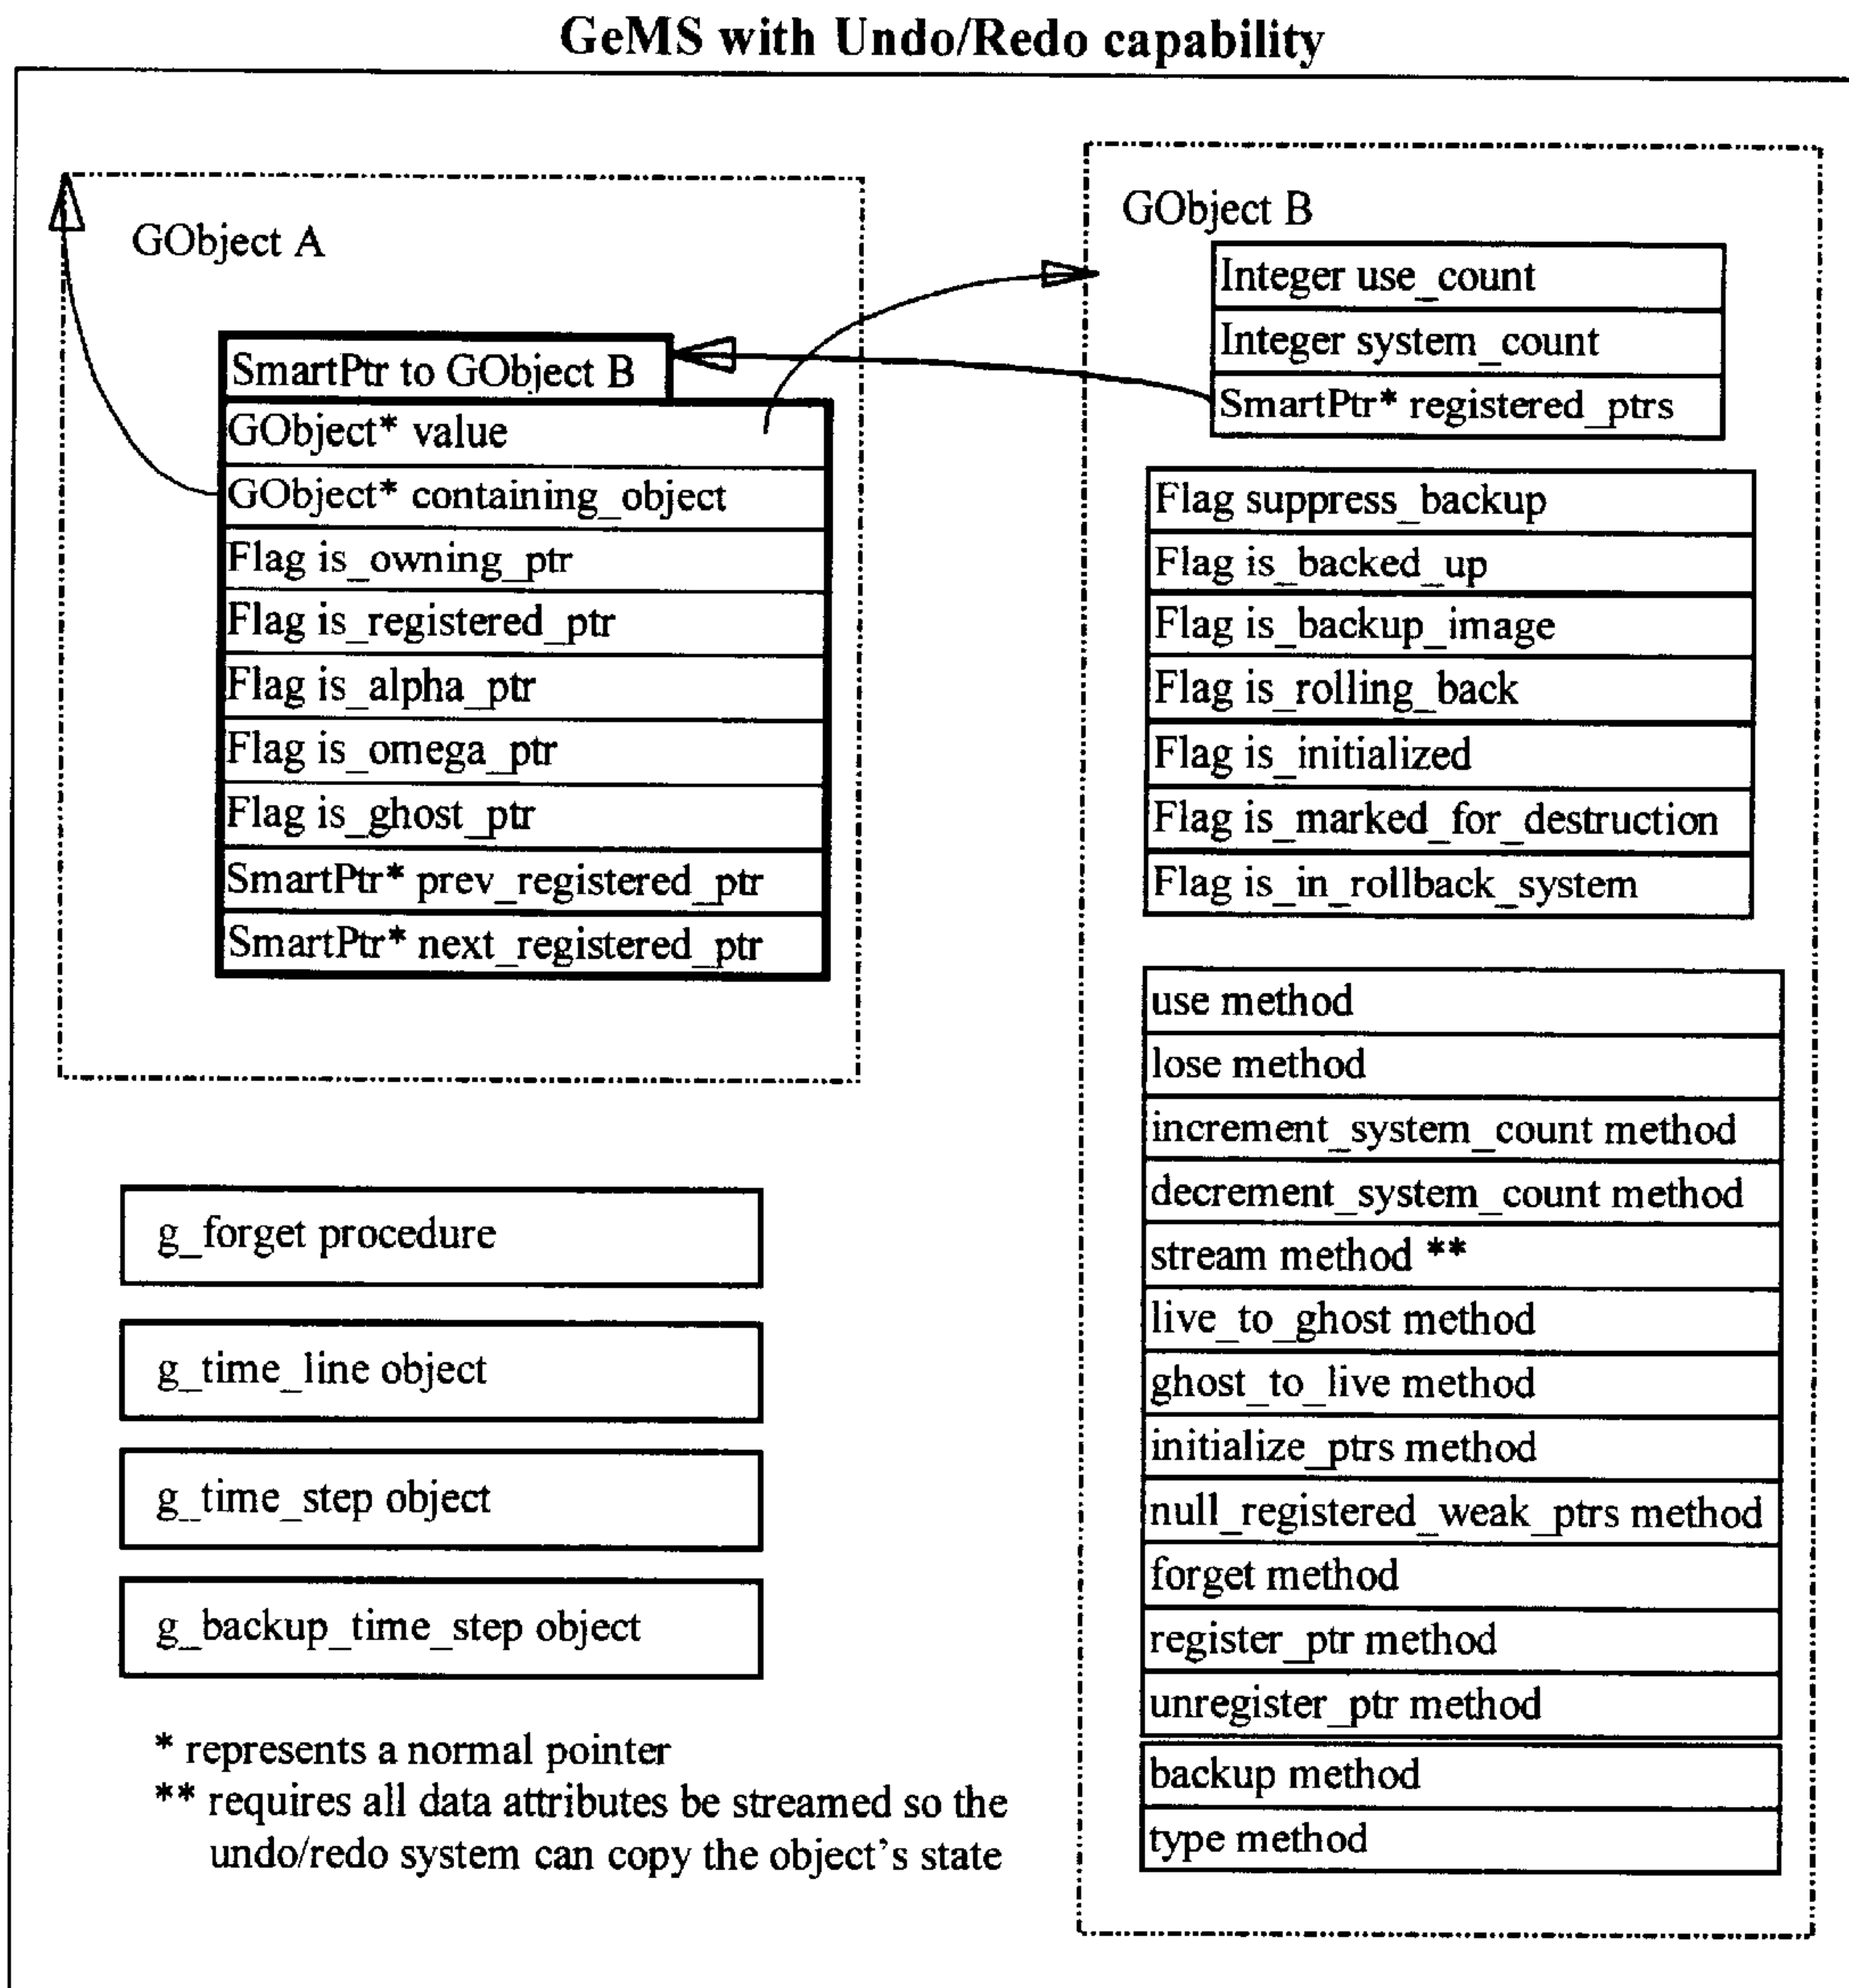 GeMS with Undo/Redo capability
GObject A
SmartPtr to GObject B
GObject* value
GObject* containing_object
Flag is_owning_ptr
Flag is_registered_ptr
Flag is_alpha_ptr
Flag is_omega_ptr
Flag is_ghost_ptr
SmartPtr* prev_registered_ptr
SmartPtr* next_registered_ptr
g_forget procedure
g_time_line object
g_time_step object
g_backup_time_step object
* represents a normal pointer
** requires all data attributes be streamed so the
undo/redo system can copy the object's state
GObject B
Integer use_count
Integer system_count
SmartPtr* registered_ptrs
Flag suppress_backup
Flag is_backed_up
Flag is_backup_image
Flag is_rolling_back
Flag is_initialized
Flag is_marked_for_destruction
Flag is_in_rollback_system
use method
lose method
increment_system_count method
decrement_system_count method
stream method **
live_to_ghost method
ghost_to_live method
initialize_ptrs method
null_registered_weak_ptrs method
forget method
register_ptr method
unregister_ptr method
backup method
type method